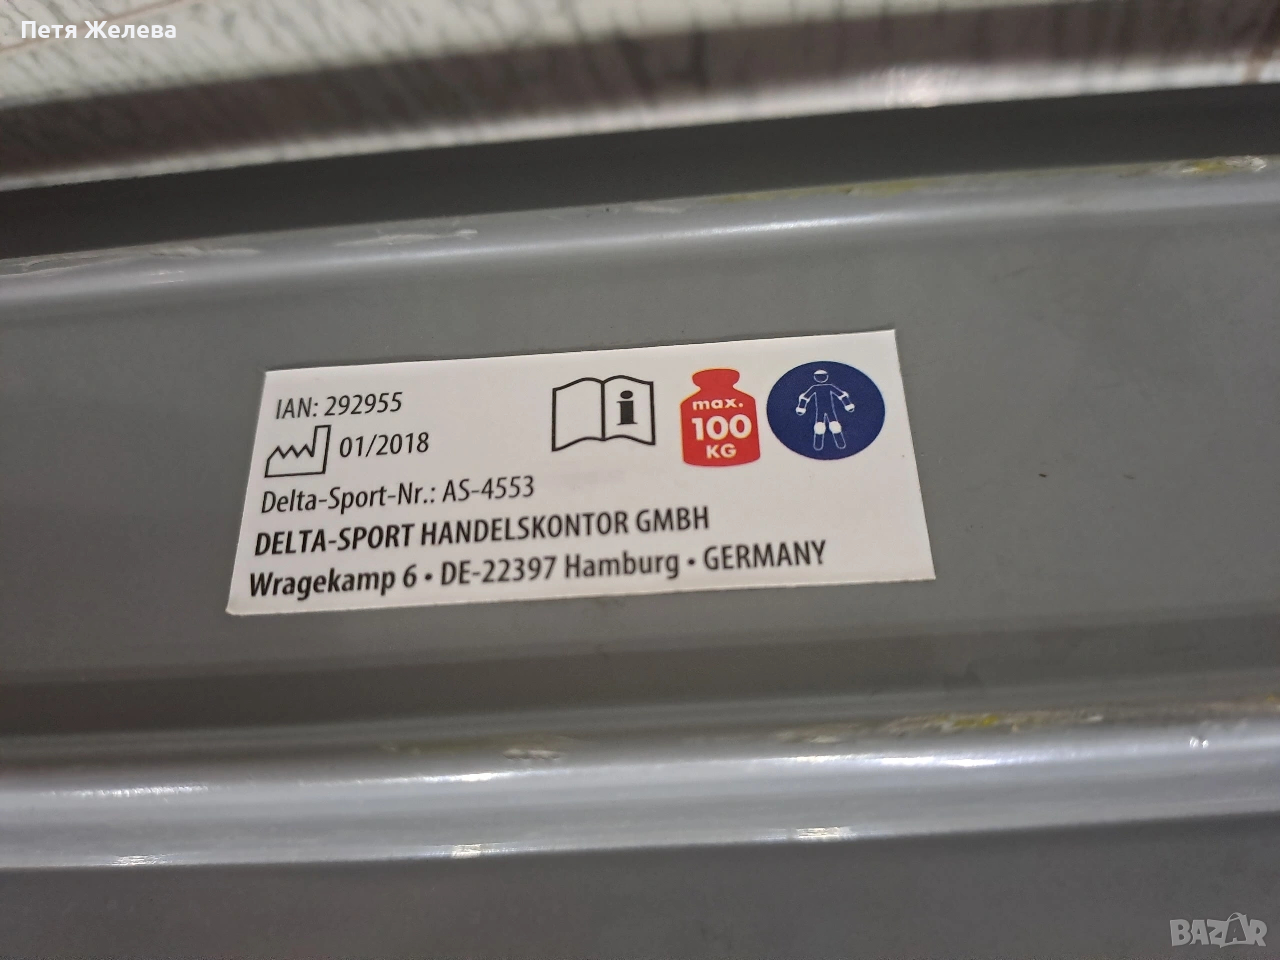 Петя Желева
IAN: 292955
01/2018
Delta-Sport-Nr.: AS-4553
DELTA-SPORT HANDELSKONTOR GMBH
Wragekamp 6 • DE-22397 Hamburg • GERMANY
i
max.
100
KG
BAZAR